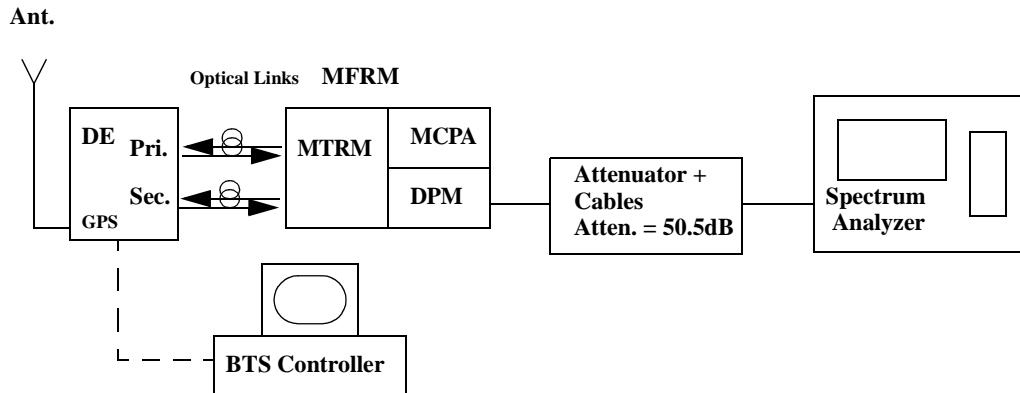 Ant.
Optical Links
MFRM
DE
Pri.
Sec.
GPS
MTRM
MCPA
DPM
Attenuator +
Cables
Atten. = 50.5dB
Spectrum
Analyzer
BTS Controller